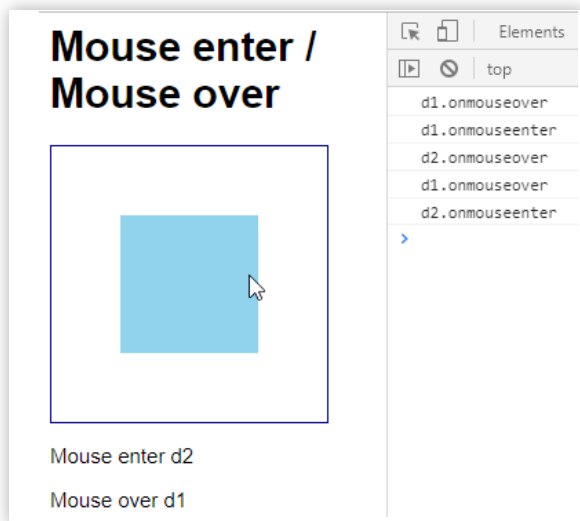 Mouse enter /
Mouse over
Mouse enter d2
Mouse over d1
Elements
top
d1.onmouseover
d1.onmouseenter
d2.onmouseover
d1.onmouseover
d2.onmouseenter